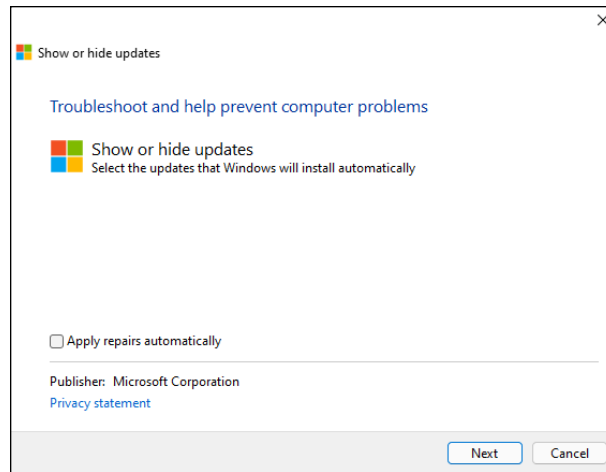 Show or hide updates
Troubleshoot and help prevent computer problems
Show or hide updates
Select the updates that Windows will install automatically
Apply repairs automatically
Publisher: Microsoft Corporation
Privacy statement
Next Cancel